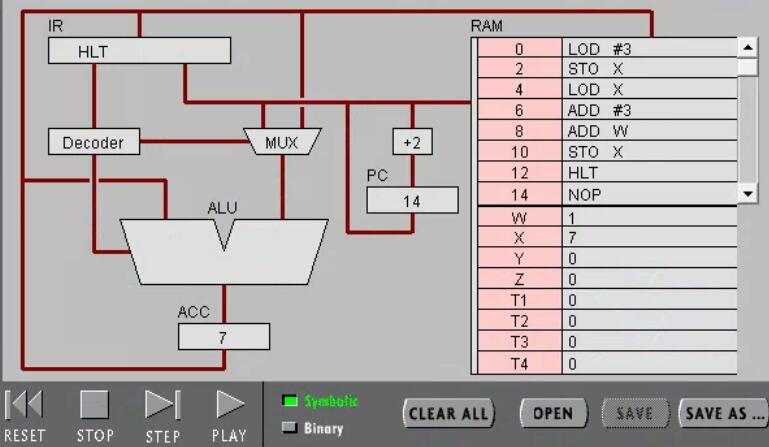 IR
HLT
Decoder
MUX
+2
PC
14
ALU
ACC
7
RAM
0 LOD #3
2 STO X
4 LOD X
6 ADD #3
8 ADD W
10 STO X
12 HLT
14 NOP
W 1
X 7
Y 0
Z 0
T1 0
T2 0
T3 0
T4 0
RESET STOP STEP PLAY
Symbolic
Binary
CLEAR ALL OPEN SAVE SAVE AS ...